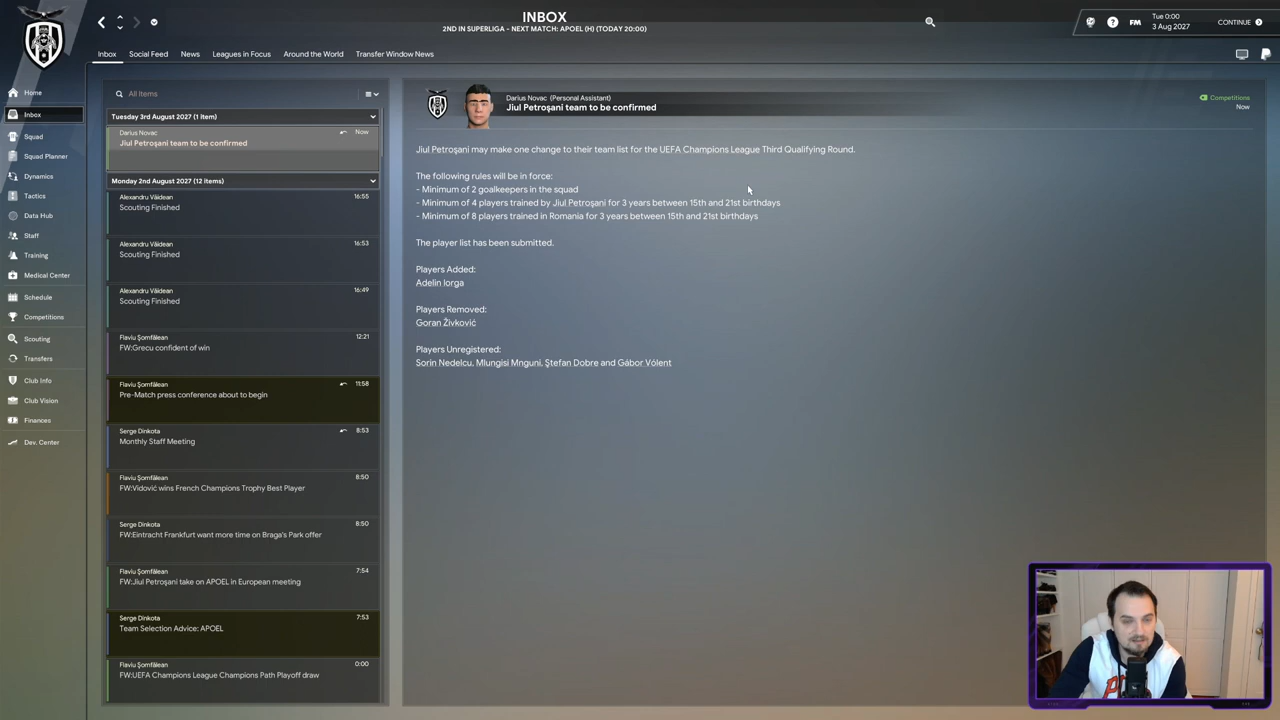 INBOX
2ND IN SUPERLIGA - NEXT MATCH: APOEL (H) (TODAY 20:00)
FM
Tue 0:00
3 Aug 2027
CONTINUE
Inbox
Social Feed
News
Leagues in Focus
Around the World
Transfer Window News
Home
Inbox
Squad
Squad Planner
Dynamics
Tactics
Data Hub
Staff
Training
Medical Center
Schedule
Competitions
Scouting
Transfers
Club Info
Club Vision
Finances
Dev. Center
All Items
Tuesday 3rd August 2027 (1 Item)
Darius Novac Now
Jiul Petroşani team to be confirmed
Monday 2nd August 2027 (12 items)
Alexandru Văidean 16:55
Scouting Finished
Alexandru Văidean 16:53
Scouting Finished
Alexandru Văidean 16:49
Scouting Finished
Flaviu Şomfălean 12:21
FW:Grecu confident of win
Flaviu Şomfălean 11:58
Pre-Match press conference about to begin
Serge Dinkota 8:53
Monthly Staff Meeting
Flaviu Şomfălean 8:50
FW:Vidović wins French Champions Trophy Best Player
Serge Dinkota 8:50
FW:Eintracht Frankfurt want more time on Braga's Park offer
Flaviu Şomfălean 7:54
FW:Jiul Petroşani take on APOEL in European meeting
Serge Dinkota 7:53
Team Selection Advice: APOEL
Flaviu Şomfălean 0:00
FW:UEFA Champions League Champions Path Playoff draw
Darius Novac (Personal Assistant)
Jiul Petroşani team to be confirmed
Competitions
Now
Jiul Petroşani may make one change to their team list for the UEFA Champions League Third Qualifying Round.
The following rules will be in force:
- Minimum of 2 goalkeepers in the squad
- Minimum of 4 players trained by Jiul Petroşani for 3 years between 15th and 21st birthdays
- Minimum of 8 players trained in Romania for 3 years between 15th and 21st birthdays
The player list has been submitted.
Players Added:
Adelin Iorga
Players Removed:
Goran Živković
Players Unregistered:
Sorin Nedelcu, Mlungisi Mnguni, Ştefan Dobre and Gábor Vólent